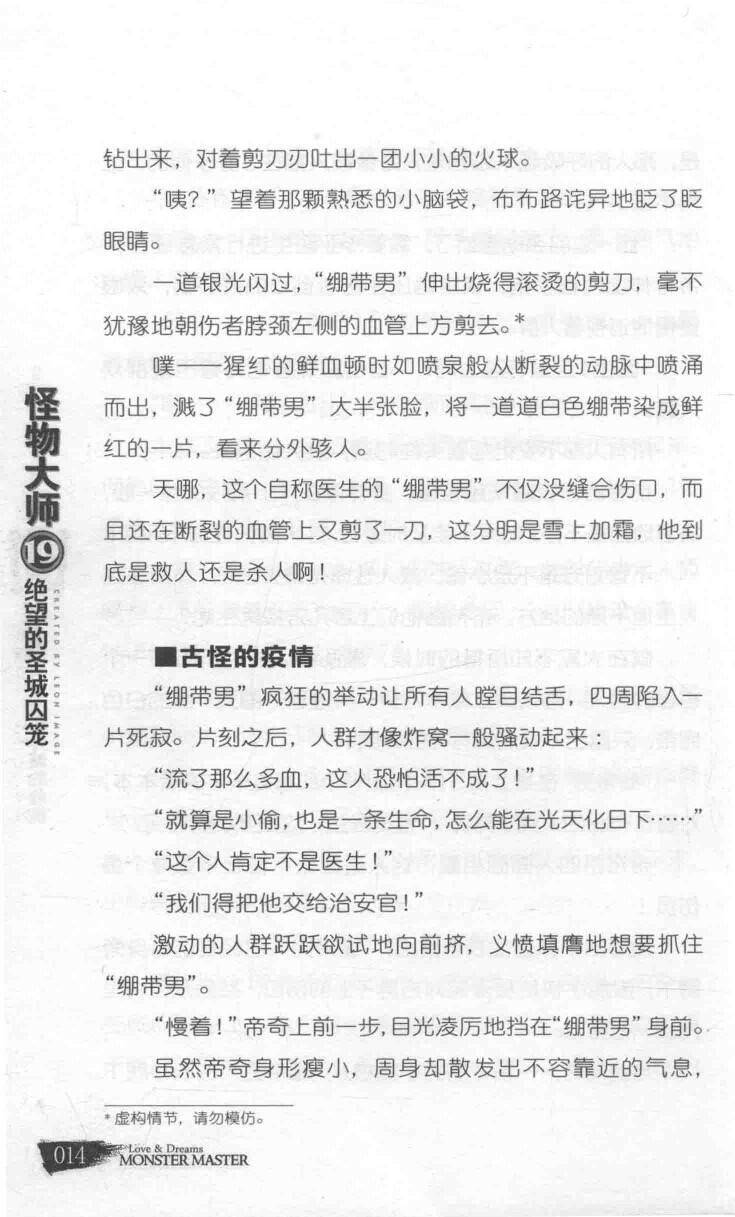 钻出来，对着剪刀刃吐出一团小小的火球。
“咦？”望着那颗熟悉的小脑袋，布布路诧异地眨了眨
眼睛。
一道银光闪过，“绷带男”伸出烧得滚烫的剪刀，毫不
犹豫地朝伤者脖颈左侧的血管上方剪去。*
噗——猩红的鲜血顿时如喷泉般从断裂的动脉中喷涌
而出，溅了“绷带男”大半张脸，将一道道白色绷带染成鲜
红的一片，看来分外骇人。
天哪，这个自称医生的“绷带男”不仅没缝合伤口，而
且还在断裂的血管上又剪了一刀，这分明是雪上加霜，他到
底是救人还是杀人啊！
■古怪的疫情
“绷带男”疯狂的举动让所有人瞠目结舌，四周陷入一
片死寂。片刻之后，人群才像炸窝一般骚动起来：
“流了那么多血，这人恐怕活不成了！”
“就算是小偷，也是一条生命，怎么能在光天化日下……”
“这个人肯定不是医生！”
“我们得把他交给治安官！”
激动的人群跃跃欲试地向前挤，义愤填膺地想要抓住
“绷带男”。
“慢着！”帝奇上前一步，目光凌厉地挡在“绷带男”身前。
虽然帝奇身形瘦小，周身却散发出不容靠近的气息，
* 虚构情节，请勿模仿。
014
Love & Dreams
MONSTER MASTER
怪物大师
19
绝望的圣城囚笼
CREATED BY LEON IMAGE